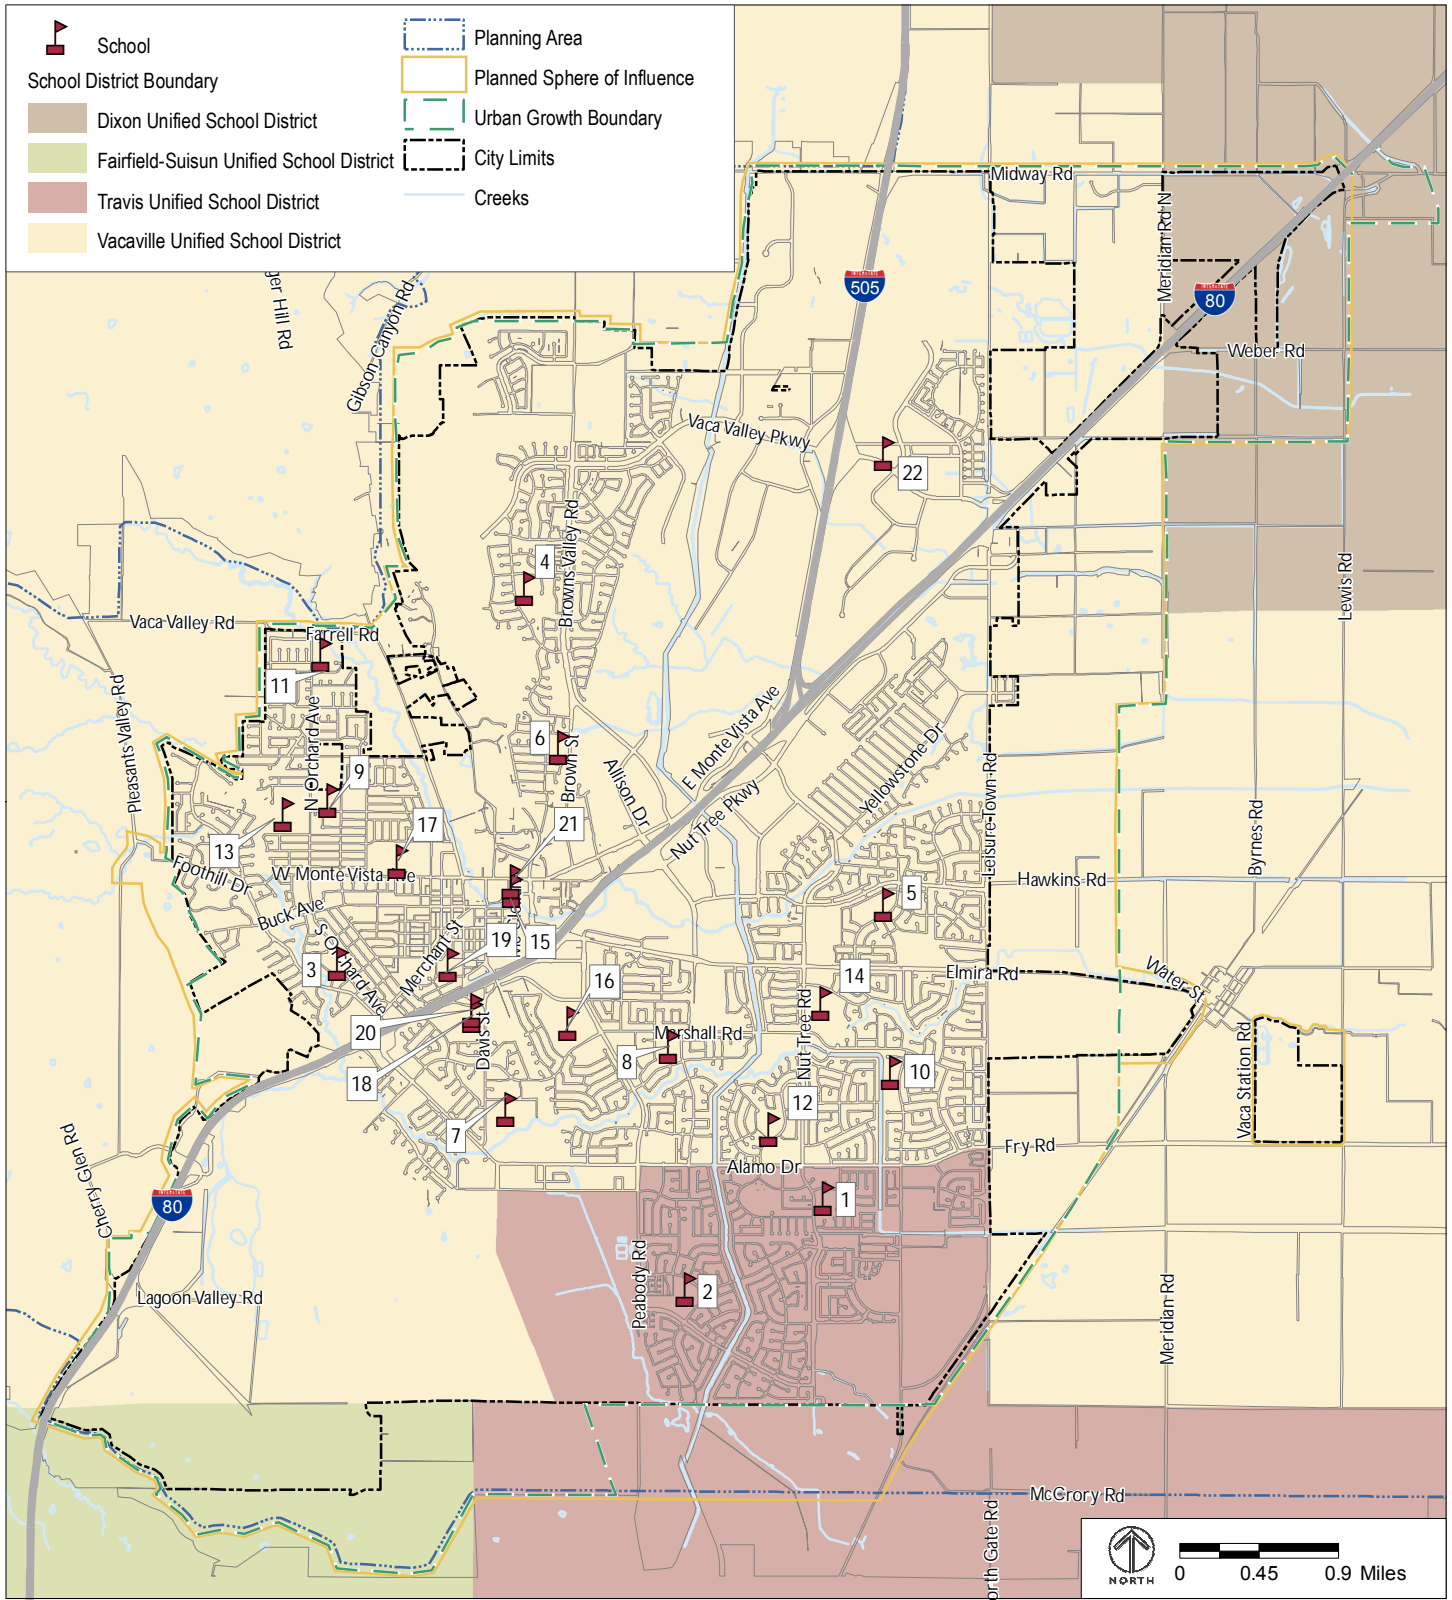 School
School District Boundary
Dixon Unified School District
Fairfield-Suisun Unified School District
Travis Unified School District
Vacaville Unified School District
Planning Area
Planned Sphere of Influence
Urban Growth Boundary
City Limits
Creeks
Midway Rd
Meridian Rd N
INTERSTATE
505
INTERSTATE
80
Hill Rd
Gibson Canyon Rd
Weber Rd
Vaca Valley Pkwy
22
4
Browns Valley Rd
Lewis Rd
Vaca Valley Rd
Farrell Rd
11
Pleasants Valley Rd
N Orchard Ave
6
Brown St
E Monte Vista Ave
Allison Dr
Yellowstone Dr
Leisure Town Rd
9
Nut Tree Pkwy
Byrnes Rd
17
21
13
Foothill Dr
W Monte Vista Ave
Hawkins Rd
5
Buck Ave
S Orchard Ave
Merchant St
19
15
3
14
Elmira Rd
Water St
16
Nut Tree Rd
20
Davis St
Marshall Rd
8
10
Vaca Station Rd
18
12
7
Cherry Glen Rd
Fry Rd
Alamo Dr
INTERSTATE
80
1
Peabody Rd
2
Lagoon Valley Rd
Meridian Rd
McCrory Rd
Gate Rd
NORTH
0 0.45 0.9 Miles